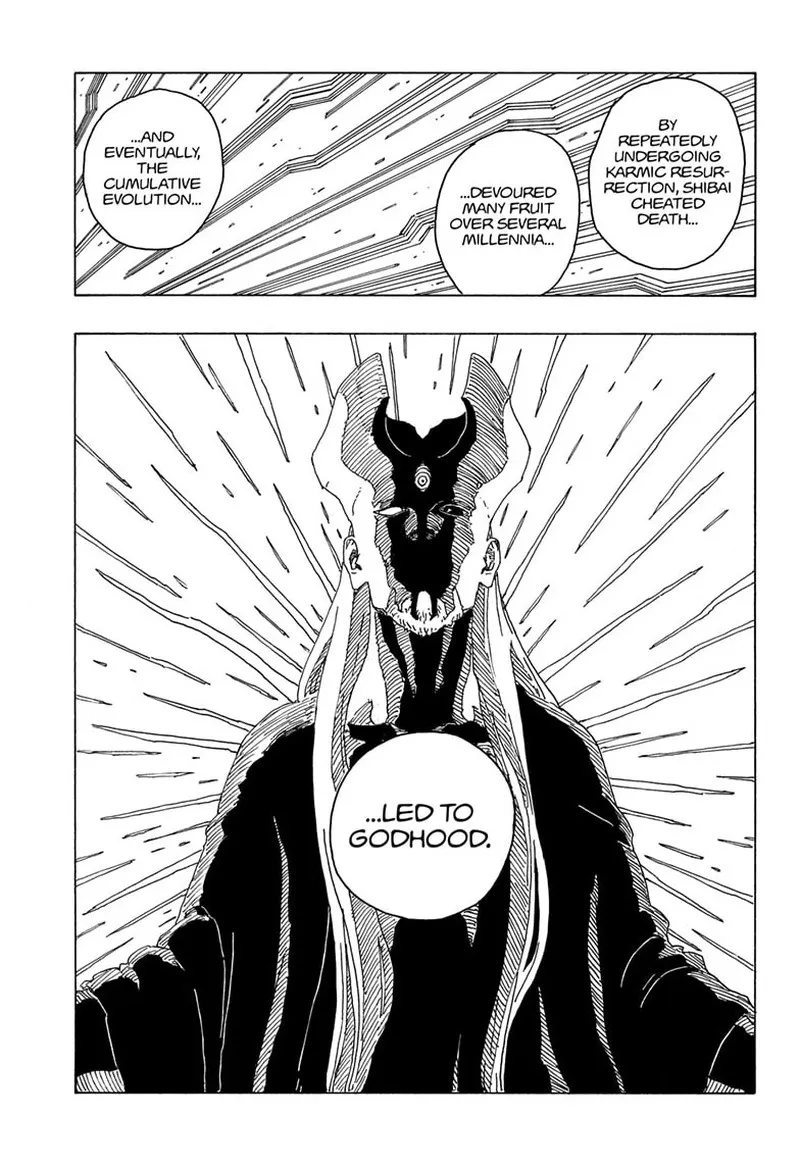 BY
REPEATEDLY
UNDERGOING
KARMIC RESUR-
RECTION, SHIBAI
CHEATED
DEATH...
...DEVOURED
MANY FRUIT
OVER SEVERAL
MILLENNIA...
...AND
EVENTUALLY,
THE
CUMULATIVE
EVOLUTION...
...LED TO
GODHOOD.